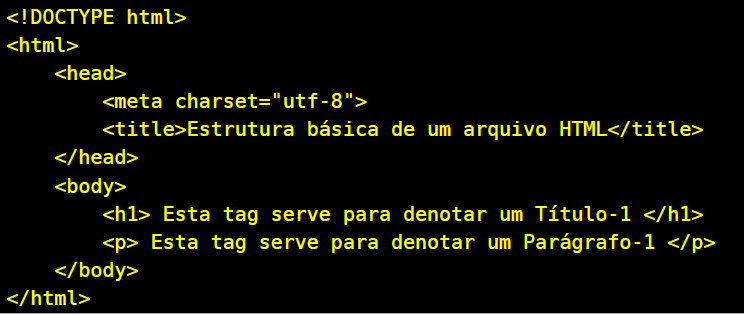 <!DOCTYPE html>
<html>
    <head>
        <meta charset="utf-8">
        <title>Estrutura básica de um arquivo HTML</title>
    </head>
    <body>
        <h1> Esta tag serve para denotar um Título-1 </h1>
        <p> Esta tag serve para denotar um Parágrafo-1 </p>
    </body>
</html>